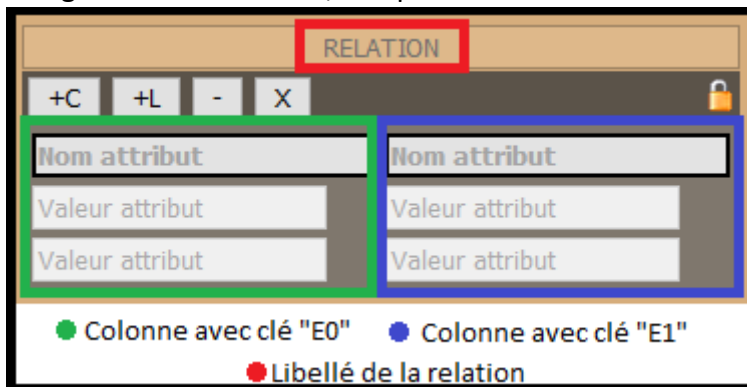 RELATION
+C +L - X
Nom attribut Nom attribut
Valeur attribut Valeur attribut
Valeur attribut Valeur attribut
Colonne avec clé "E0" Colonne avec clé "E1"
Libellé de la relation